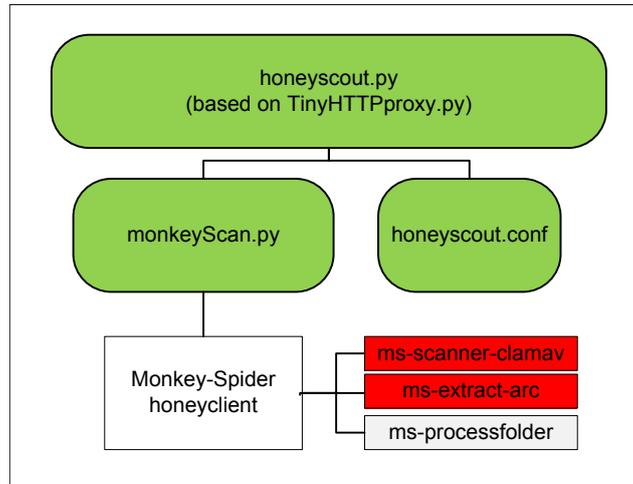 honeyscout.py
(based on TinyHTTPproxy.py)
monkeyScan.py
honeyscout.conf
Monkey-Spider
honeyclient
ms-scanner-clamav
ms-extract-arc
ms-processfolder